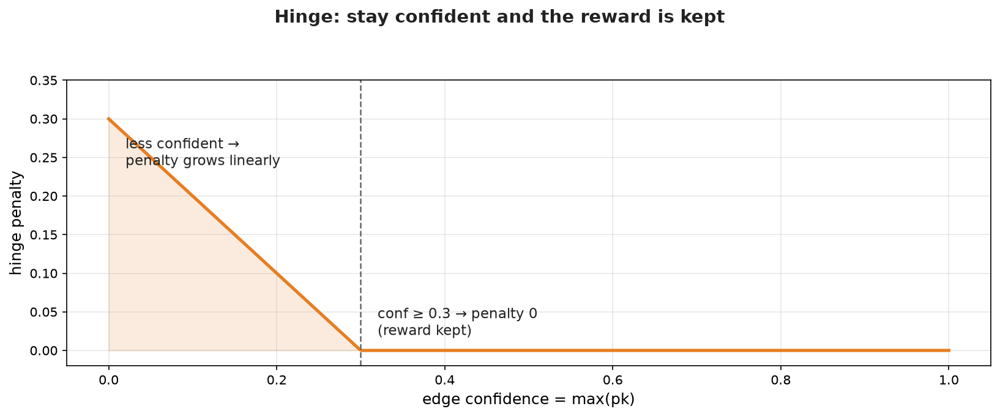 Hinge: stay confident and the reward is kept
0.35
0.30
0.25
0.20
0.15
0.10
0.05
0.00
hinge penalty
less confident →
penalty grows linearly
conf ≥ 0.3 → penalty 0
(reward kept)
0.0 0.2 0.4 0.6 0.8 1.0
edge confidence = max(pk)